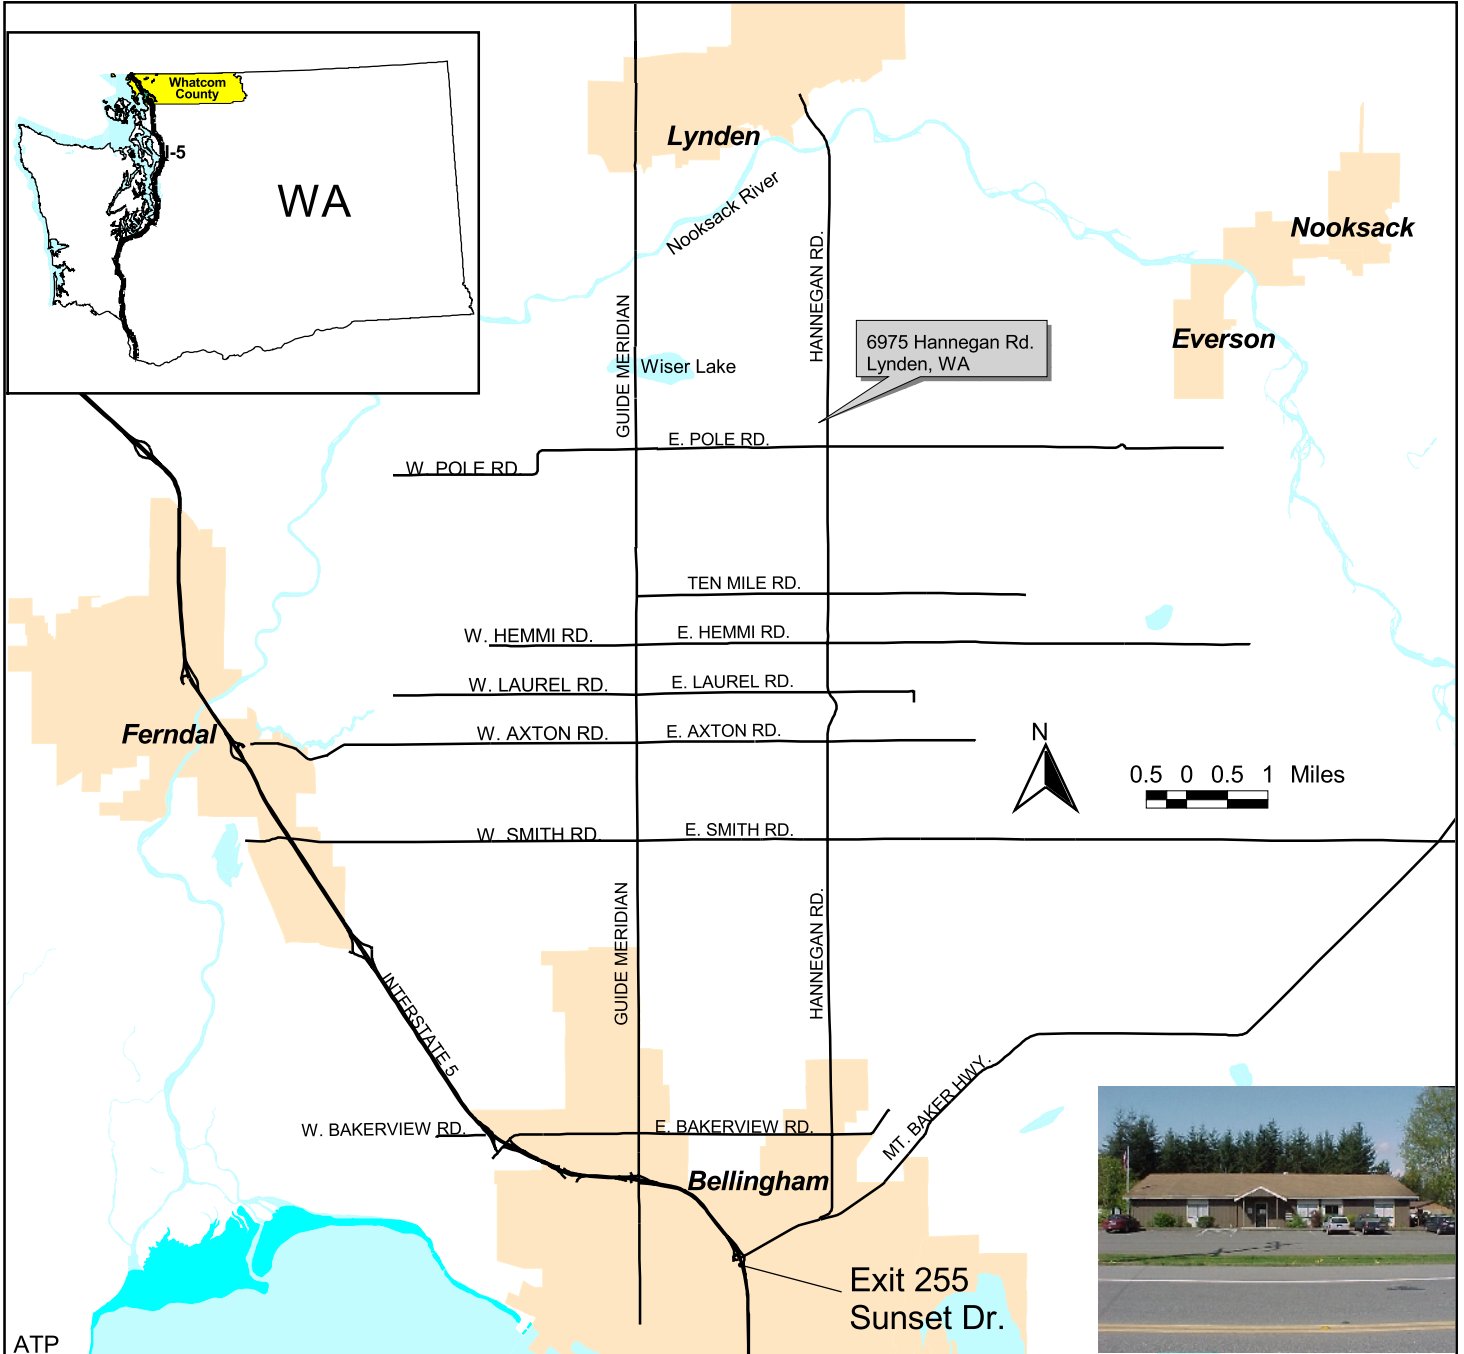 Whatcom
County
I-5
WA
Lynden
Nooksack River
Nooksack
HANNEGAN RD.
GUIDE MERIDIAN
6975 Hannegan Rd.
Lynden, WA
Everson
Wiser Lake
E. POLE RD.
W. POLE RD.
TEN MILE RD.
W. HEMMI RD.
E. HEMMI RD.
W. LAUREL RD.
E. LAUREL RD.
Ferndal
W. AXTON RD.
E. AXTON RD.
N
0.5 0 0.5 1 Miles
W. SMITH RD.
E. SMITH RD.
GUIDE MERIDIAN
HANNEGAN RD.
INTERSTATE 5
MT. BAKER HWY.
W. BAKERVIEW RD.
E. BAKERVIEW RD.
Bellingham
Exit 255
Sunset Dr.
ATP